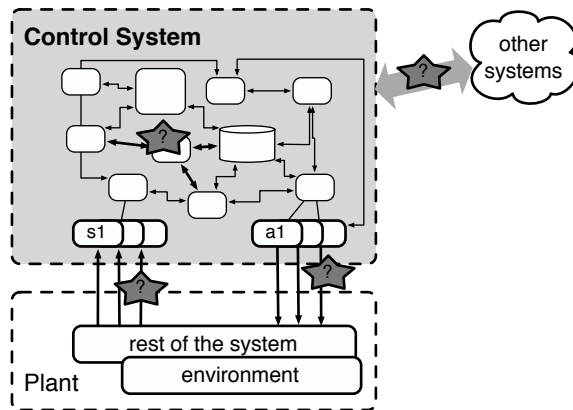 Control System
?
other
systems
?
s1
a1
?
?
rest of the system
environment
Plant